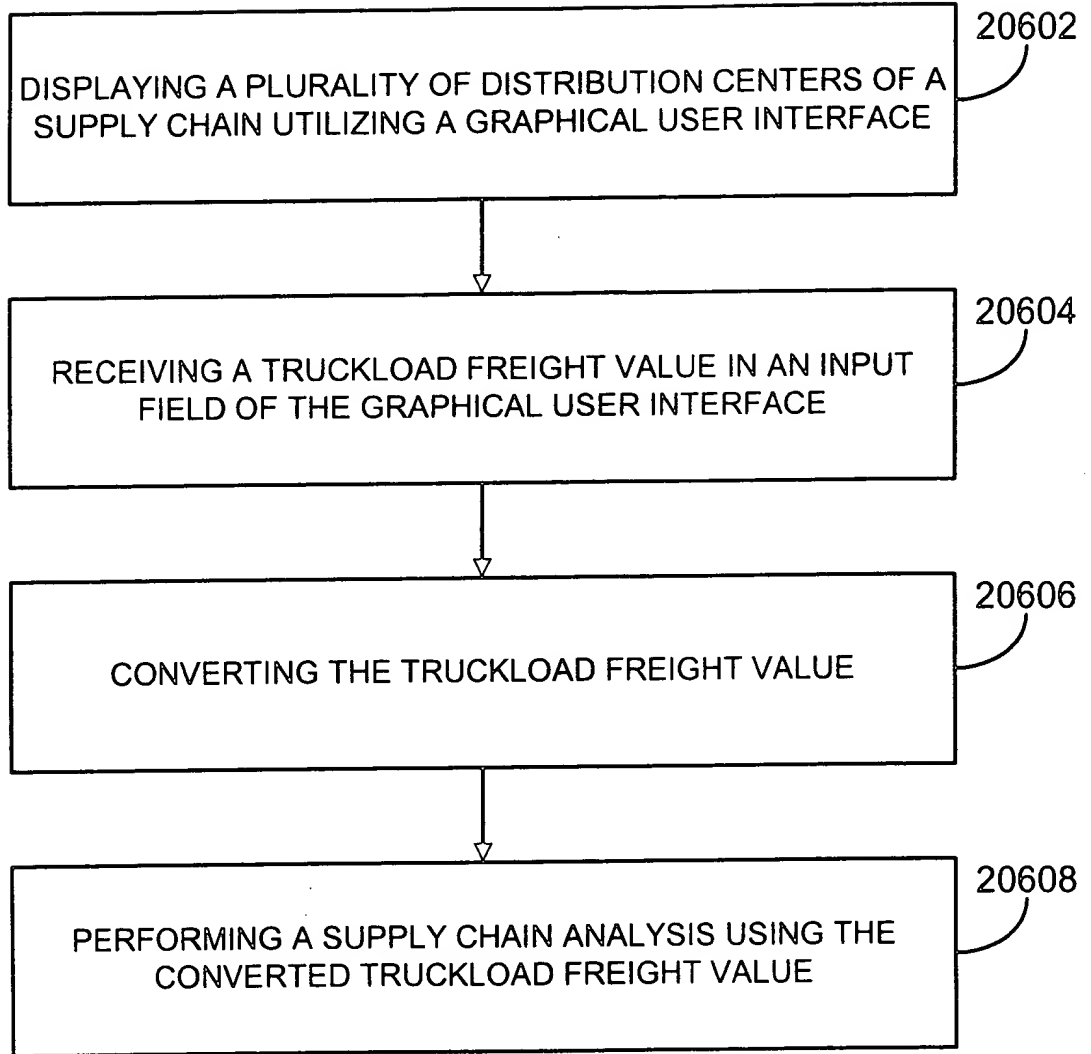 20602
DISPLAYING A PLURALITY OF DISTRIBUTION CENTERS OF A
SUPPLY CHAIN UTILIZING A GRAPHICAL USER INTERFACE
20604
RECEIVING A TRUCKLOAD FREIGHT VALUE IN AN INPUT
FIELD OF THE GRAPHICAL USER INTERFACE
20606
CONVERTING THE TRUCKLOAD FREIGHT VALUE
20608
PERFORMING A SUPPLY CHAIN ANALYSIS USING THE
CONVERTED TRUCKLOAD FREIGHT VALUE